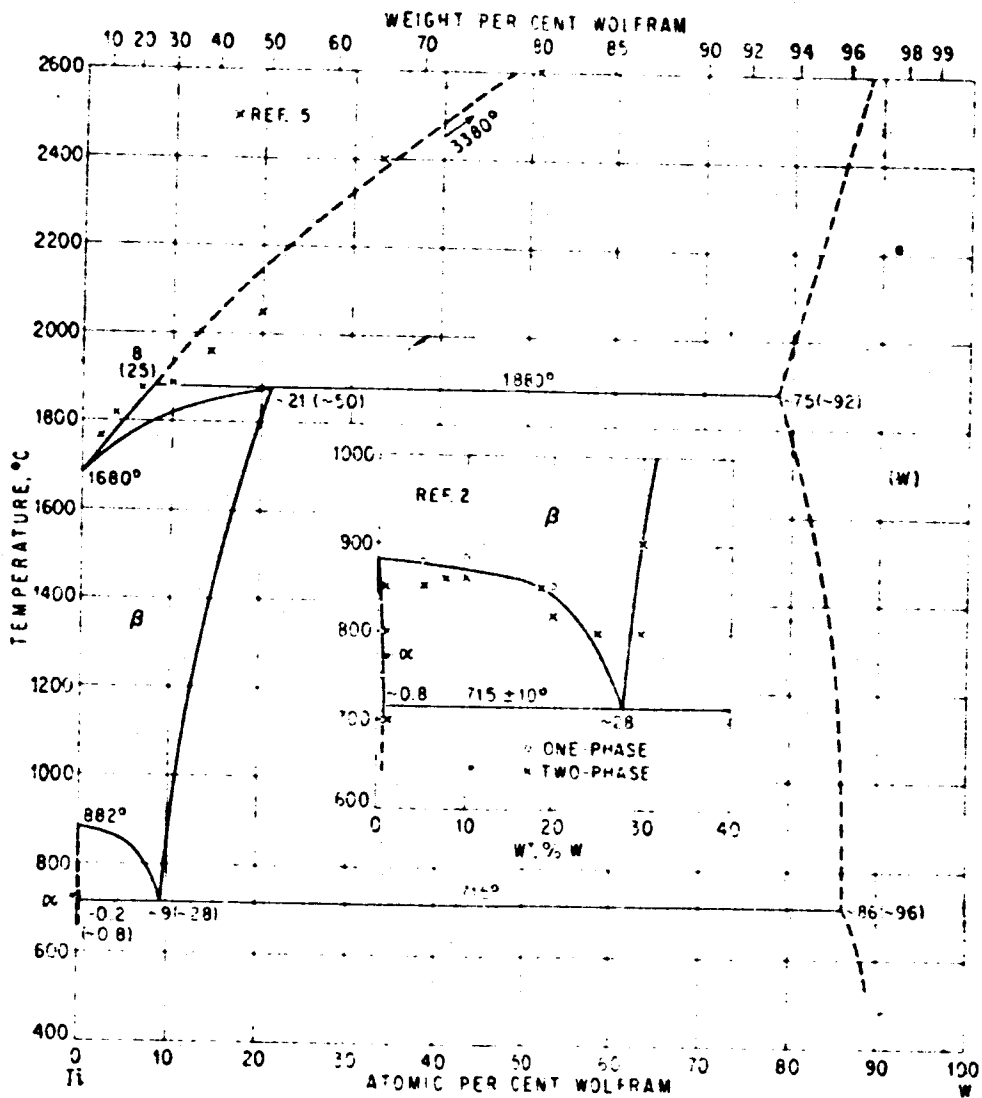 WEIGHT PER CENT WOLFRAM
10 20 30 40 50 60 70 80 85 90 92 94 96 98 99
2600
× REF. 5
3380°
2400
2200
2000
8
(25)
1880°
~21 (~50)
~75(~92)
1800
1680°
1600
(W)
TEMPERATURE, °C
1400
β
1200
1000
882°
800
α
715°
~0.2
(~0.8)
~9(~28)
~86(~96)
600
400
0 10 20 30 40 50 60 70 80 90 100
Ti
ATOMIC PER CENT WOLFRAM
W
1000
REF. 2
β
900
800
α
~0.8
715 ±10°
700
~28
○ ONE-PHASE
× TWO-PHASE
600
0 10 20 30 40
WT. % W